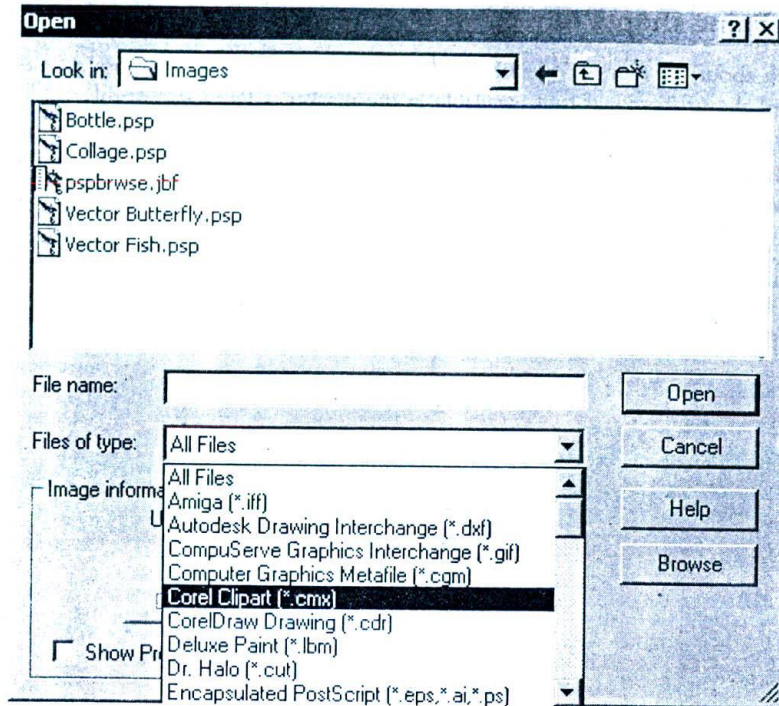 Open
Look in: Images
Bottle.psp
Collage.psp
pspbrwse.jbf
Vector Butterfly.psp
Vector Fish.psp
File name:
Open
Files of type: All Files
Cancel
All Files
Image informa
Amiga (*.iff)
Help
U
Autodesk Drawing Interchange (*.dxf)
CompuServe Graphics Interchange (*.gif)
Browse
Computer Graphics Metafile (*.cgm)
Corel Clipart (*.cmx)
CorelDraw Drawing (*.cdr)
Deluxe Paint (*.lbm)
Show Pr
Dr. Halo (*.cut)
Encapsulated PostScript (*.eps,*.ai,*.ps)